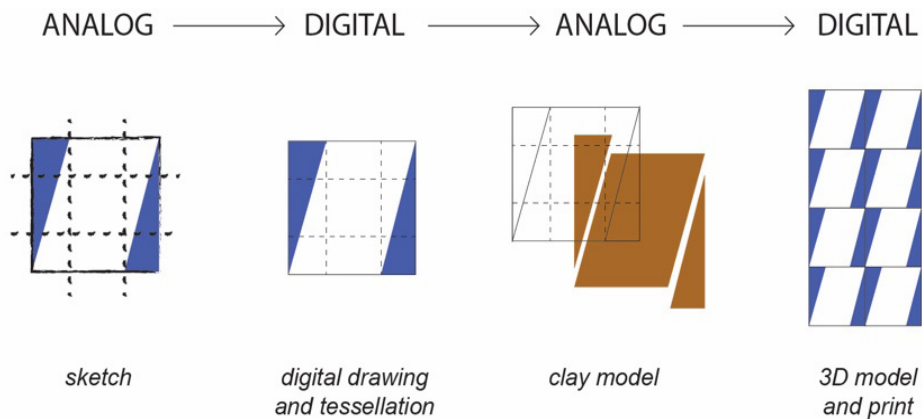 ANALOG → DIGITAL → ANALOG → DIGITAL
sketch
digital drawing
and tessellation
clay model
3D model
and print